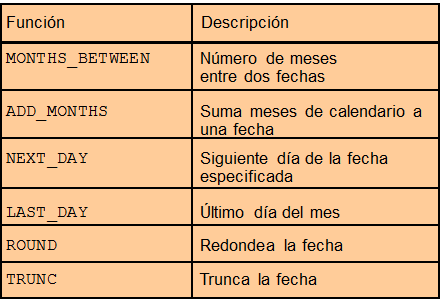 Función Descripción
MONTHS_BETWEEN Número de meses
entre dos fechas
ADD_MONTHS Suma meses de calendario a
una fecha
NEXT_DAY Siguiente día de la fecha
especificada
LAST_DAY Último día del mes
ROUND Redondea la fecha
TRUNC Trunca la fecha